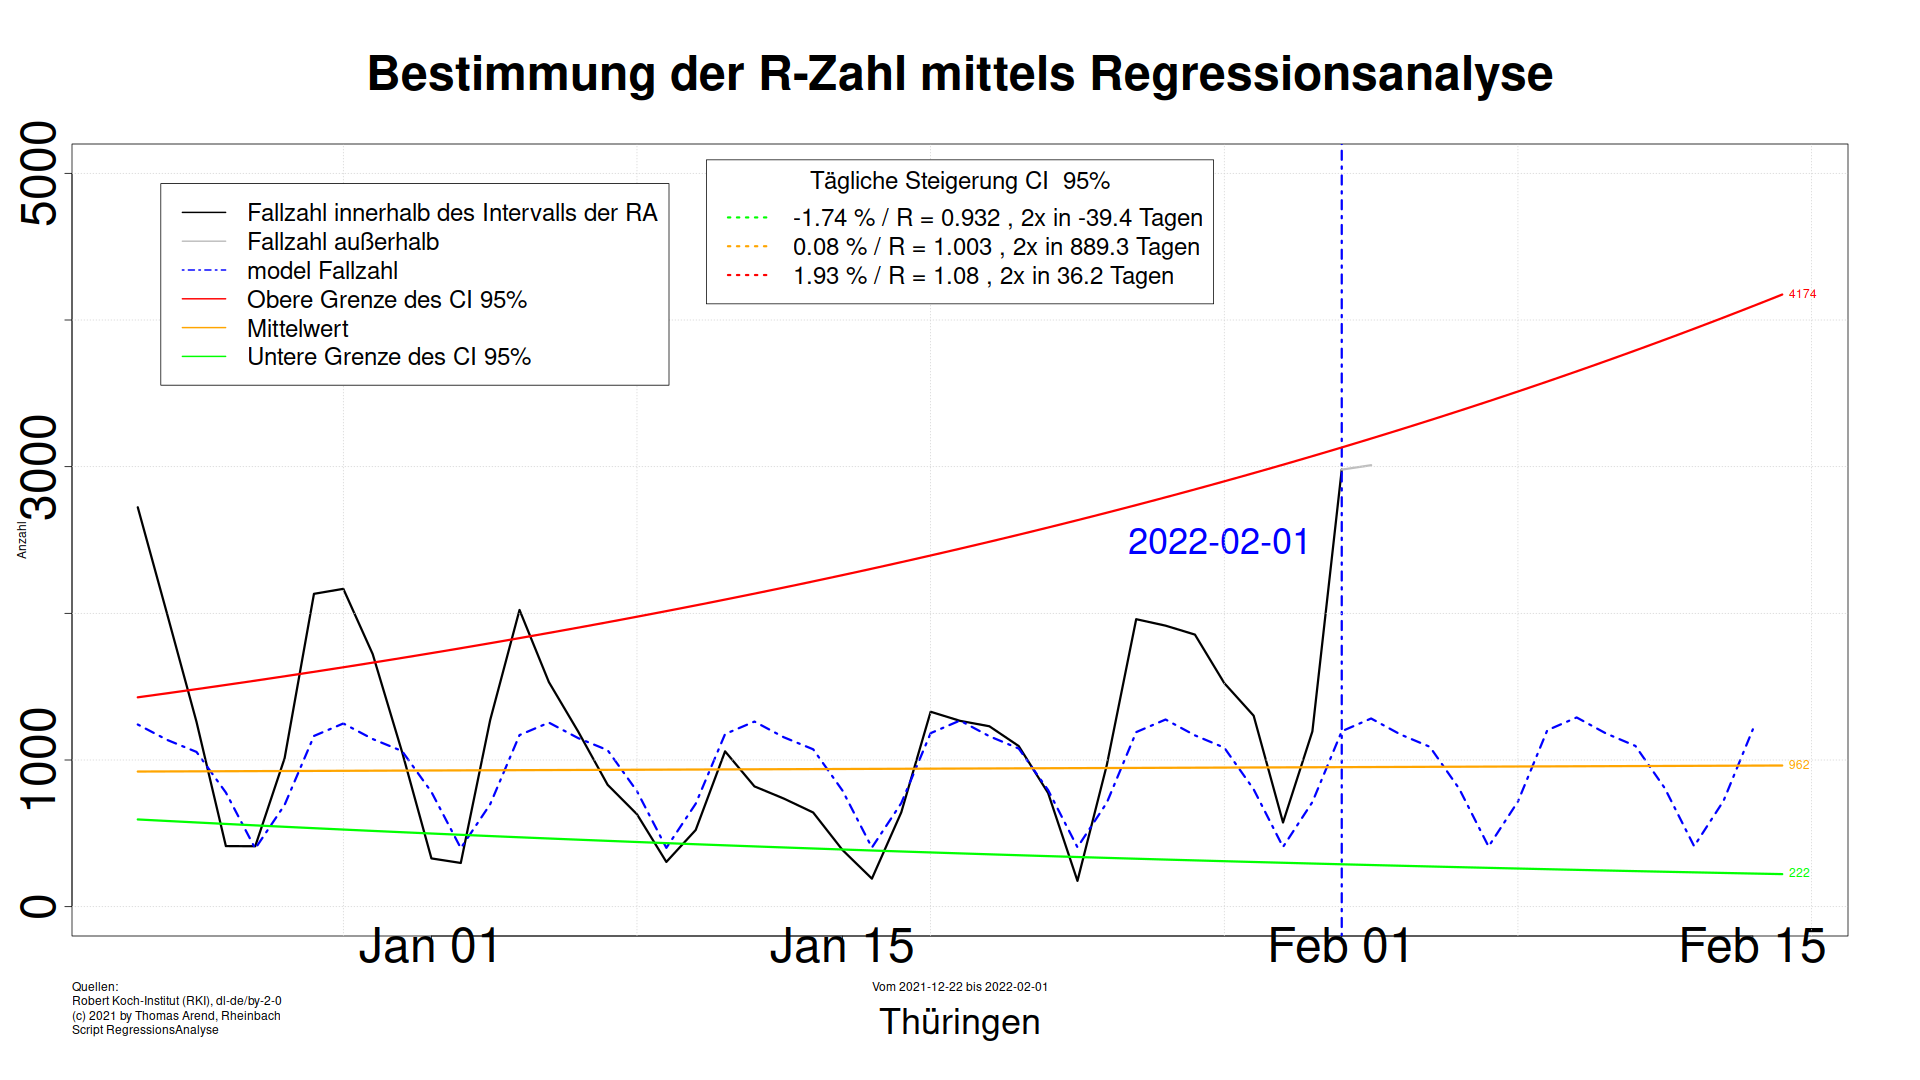 Bestimmung der R-Zahl mittels Regressionsanalyse
Anzahl
5000
3000
1000
0
Fallzahl innerhalb des Intervalls der RA
Fallzahl außerhalb
model Fallzahl
Obere Grenze des CI 95%
Mittelwert
Untere Grenze des CI 95%
Tägliche Steigerung CI 95%
-1.74 % / R = 0.932 , 2x in -39.4 Tagen
0.08 % / R = 1.003 , 2x in 889.3 Tagen
1.93 % / R = 1.08 , 2x in 36.2 Tagen
4174
2022-02-01
962
222
Jan 01
Jan 15
Feb 01
Feb 15
Quellen:
Robert Koch-Institut (RKI), dl-de/by-2-0
(c) 2021 by Thomas Arend, Rheinbach
Script RegressionsAnalyse
Vom 2021-12-22 bis 2022-02-01
Thüringen